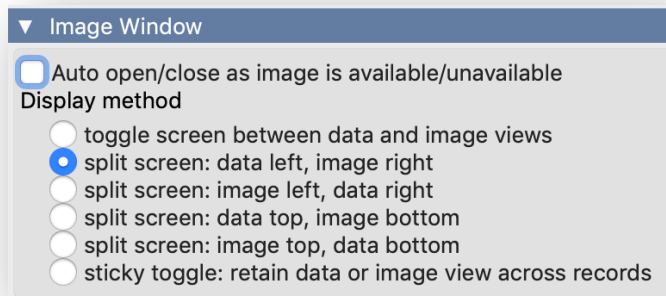 Image Window
Auto open/close as image is available/unavailable
Display method
toggle screen between data and image views
split screen: data left, image right
split screen: image left, data right
split screen: data top, image bottom
split screen: image top, data bottom
sticky toggle: retain data or image view across records